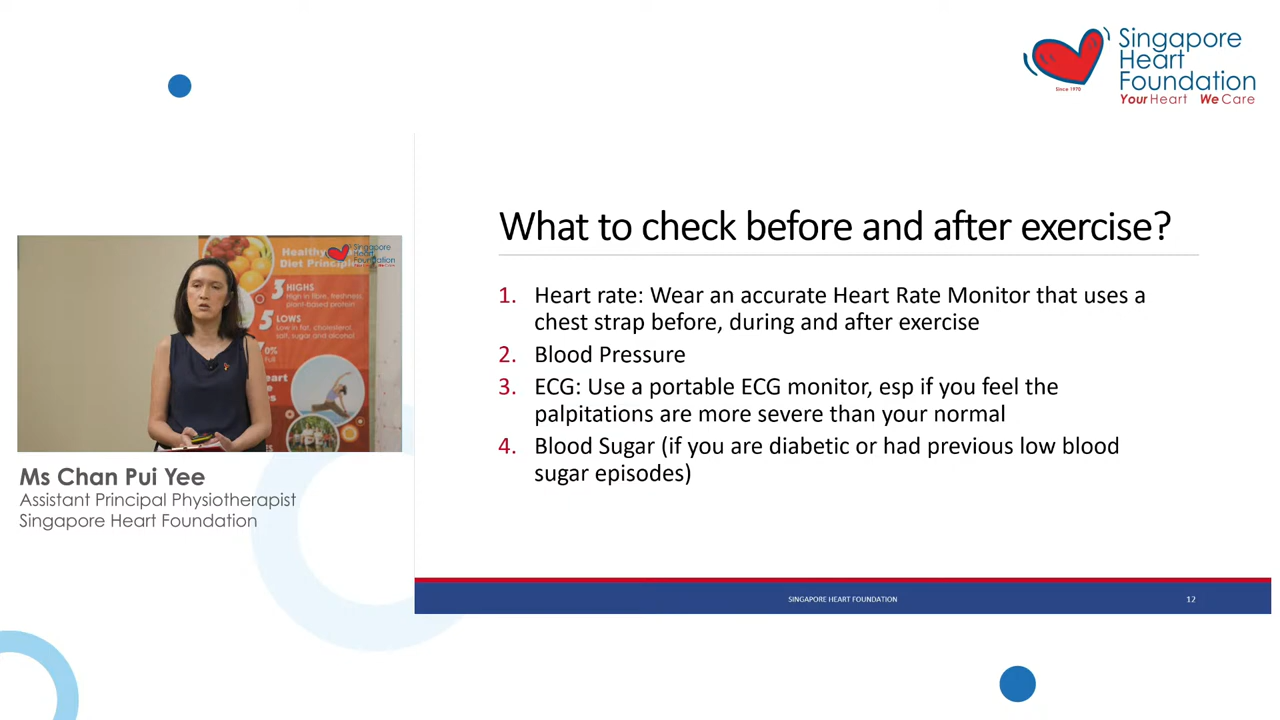 Singapore
Heart
Foundation
Since 1970
Your Heart We Care
What to check before and after exercise?
1. Heart rate: Wear an accurate Heart Rate Monitor that uses a
chest strap before, during and after exercise
2. Blood Pressure
3. ECG: Use a portable ECG monitor, esp if you feel the
palpitations are more severe than your normal
4. Blood Sugar (if you are diabetic or had previous low blood
sugar episodes)
SINGAPORE HEART FOUNDATION
12
Healthy
Diet Principl
Singapore
Heart
Foundation
3 HIGHS
High in fibre, freshness,
plant-based protein
5 LOWS
Low in fat, cholesterol,
salt, sugar and alcohol
Ms Chan Pui Yee
Assistant Principal Physiotherapist
Singapore Heart Foundation